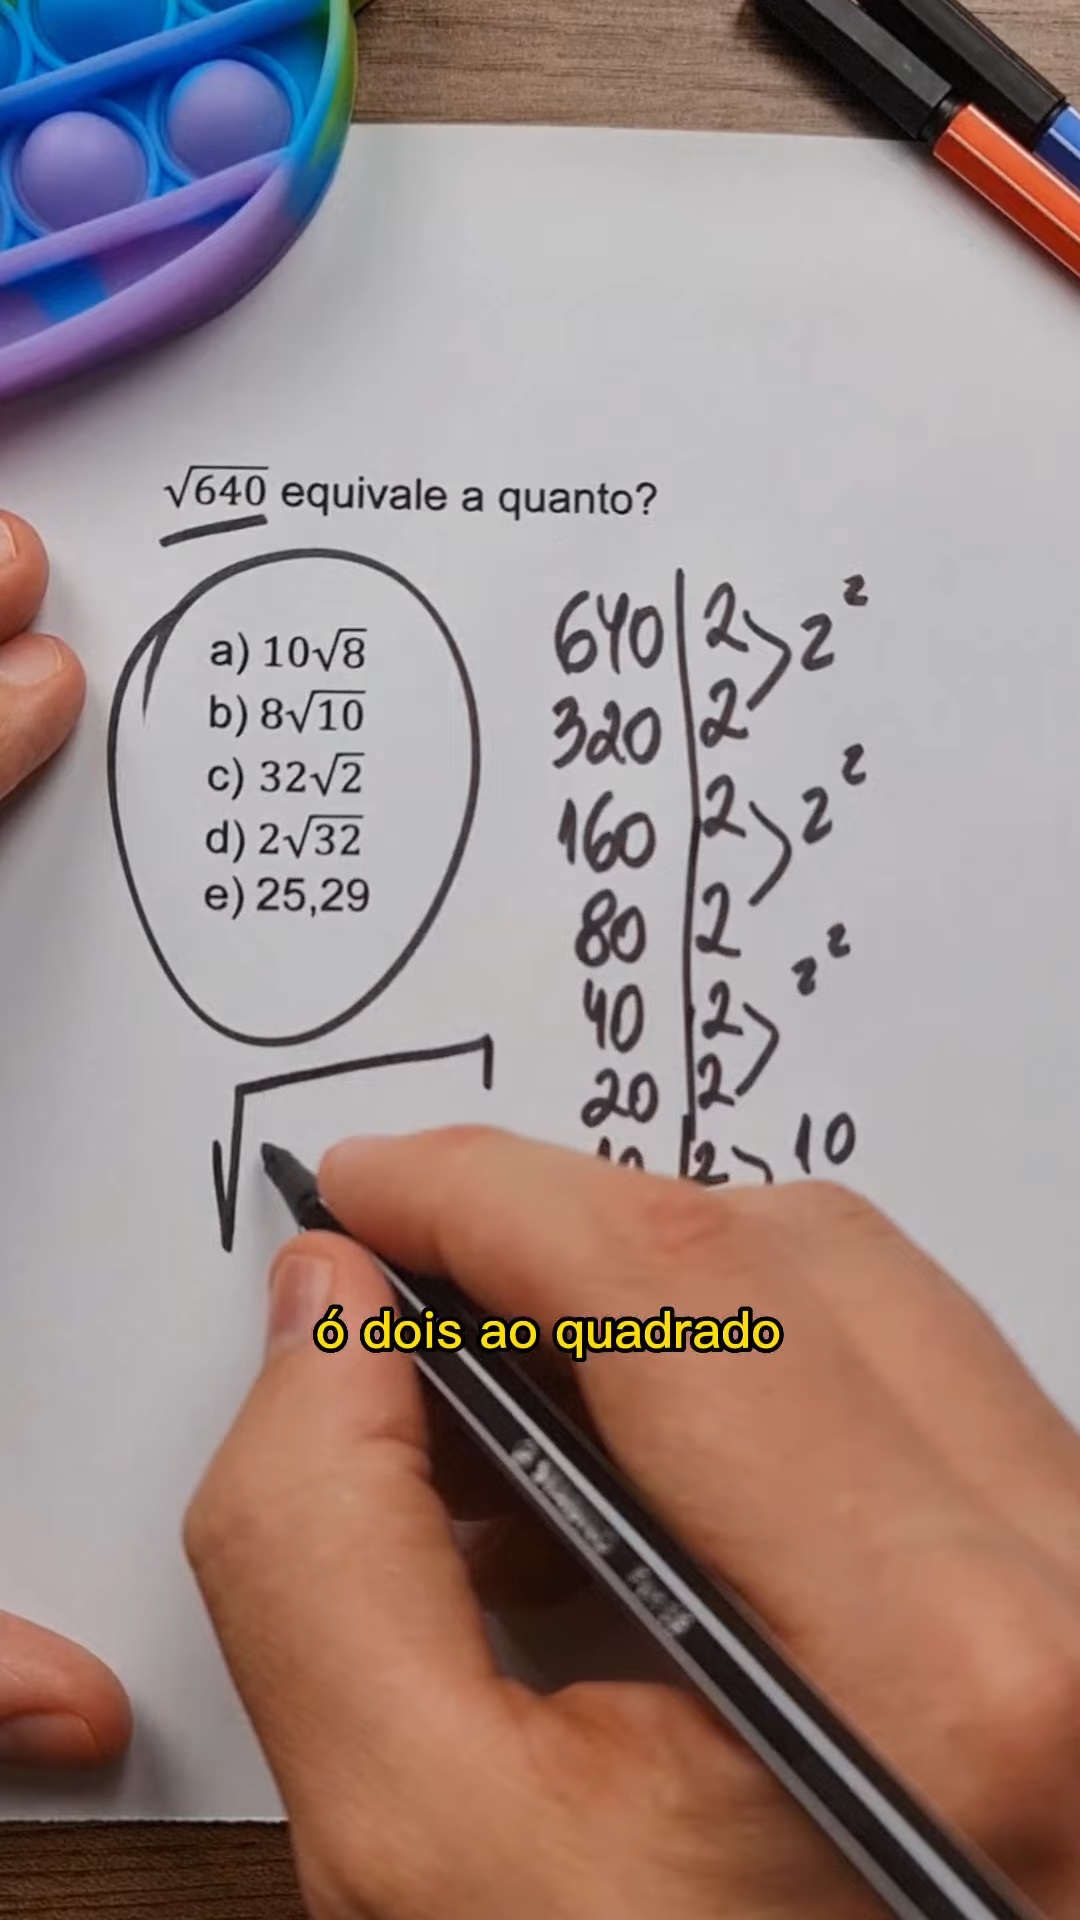 √640 equivale a quanto?
a) 10√8
b) 8√10
c) 32√2
d) 2√32
e) 25,29
640 | 2 > 2²
320 | 2
160 | 2 > 2²
80 | 2
40 | 2 > 2²
20 | 2
10 | 2 > 10
√
ó dois ao quadrado